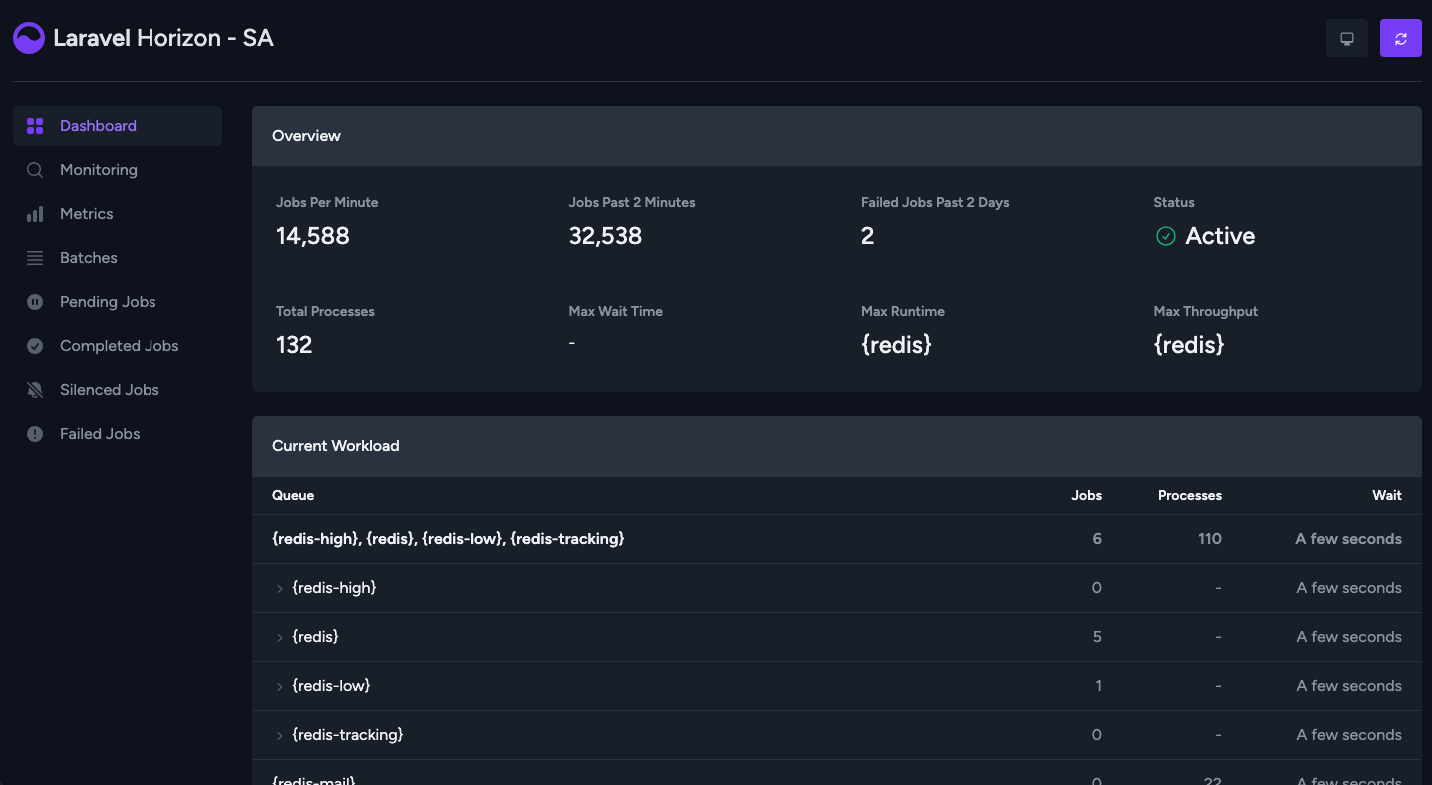 Laravel Horizon - SA
Dashboard
Monitoring
Metrics
Batches
Pending Jobs
Completed Jobs
Silenced Jobs
Failed Jobs
Overview
Jobs Per Minute Jobs Past 2 Minutes Failed Jobs Past 2 Days Status
14,588 32,538 2 Active
Total Processes Max Wait Time Max Runtime Max Throughput
132 - {redis} {redis}
Current Workload
Queue Jobs Processes Wait
{redis-high}, {redis}, {redis-low}, {redis-tracking} 6 110 A few seconds
{redis-high} 0 - A few seconds
{redis} 5 - A few seconds
{redis-low} 1 - A few seconds
{redis-tracking} 0 - A few seconds
{redis-mail} 0 22 A few seconds